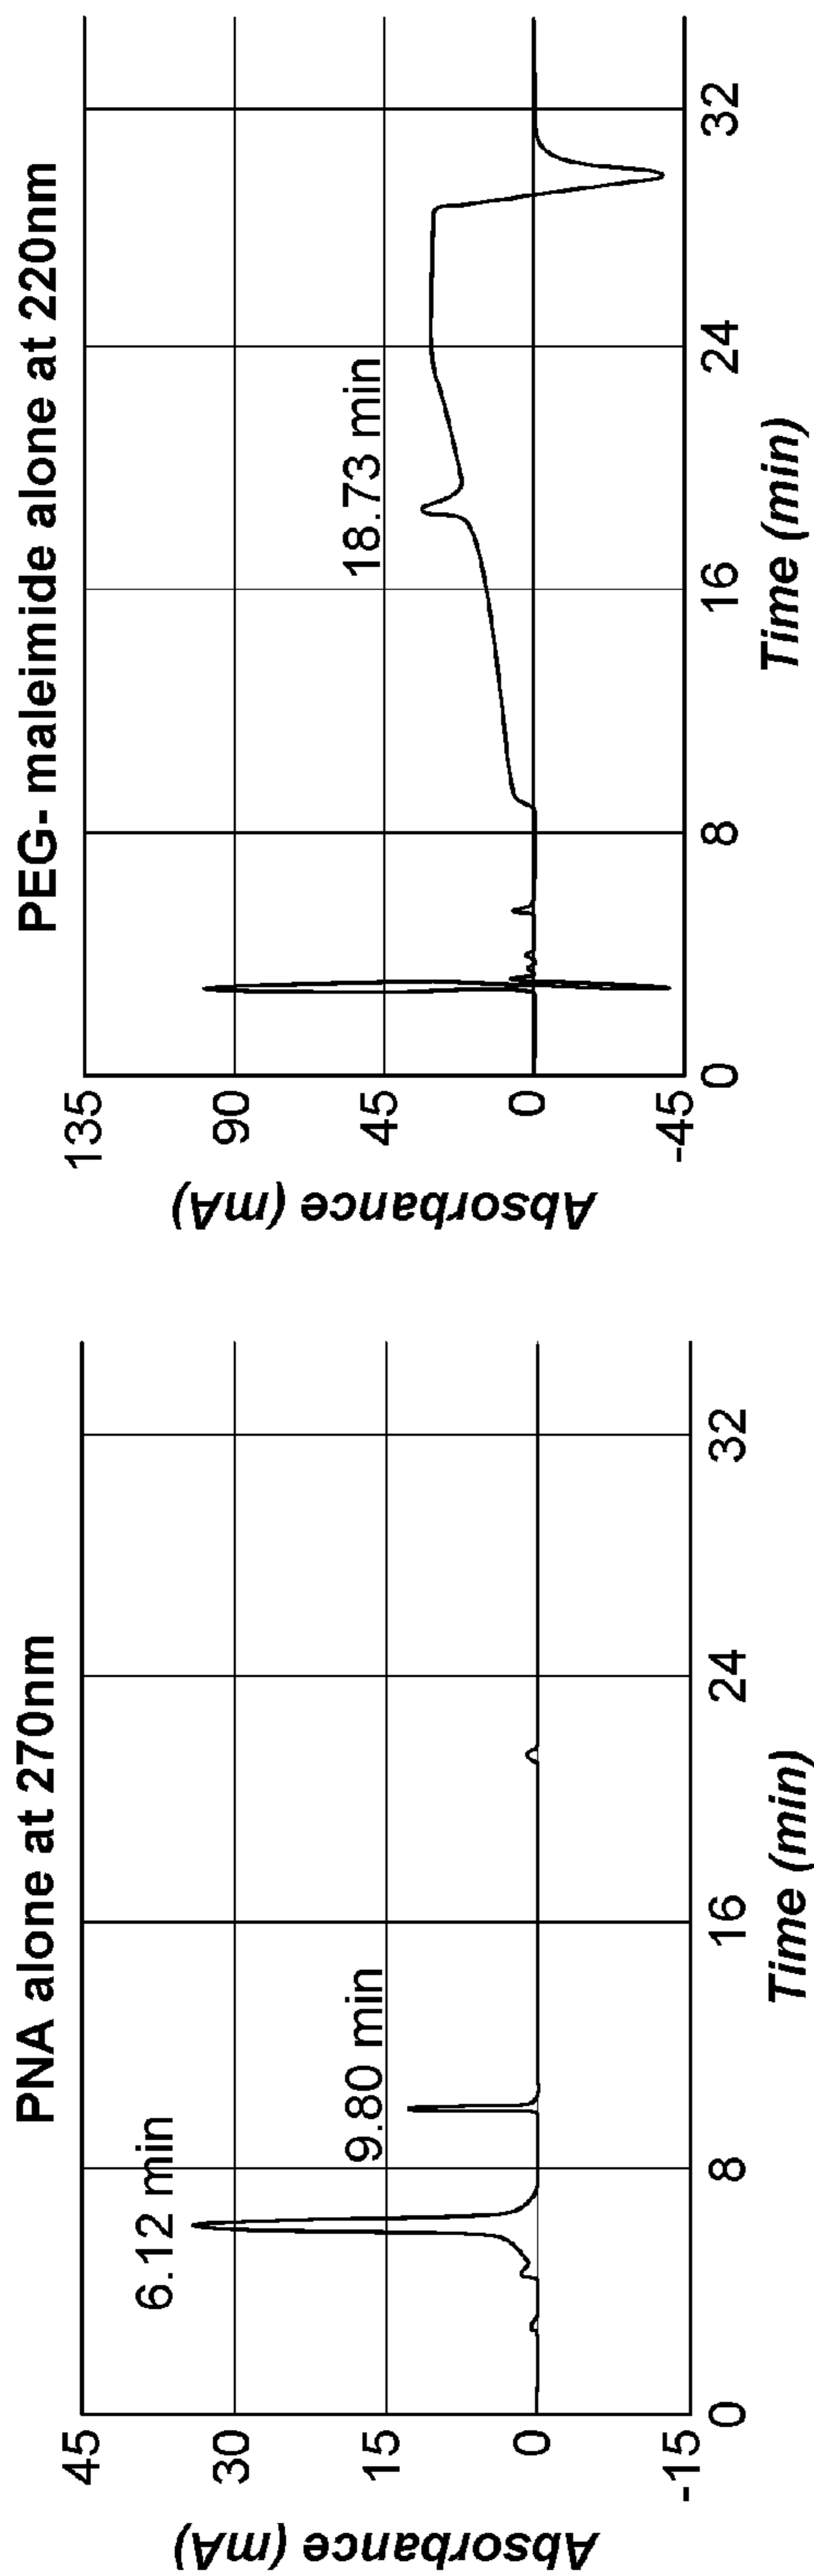 PNA alone at 270nm
45
30
15
0
-15
Absorbance (mA)
6.12 min
9.80 min
0
8
16
24
32
Time (min)
PEG- maleimide alone at 220nm
135
90
45
0
-45
Absorbance (mA)
18.73 min
0
8
16
24
32
Time (min)